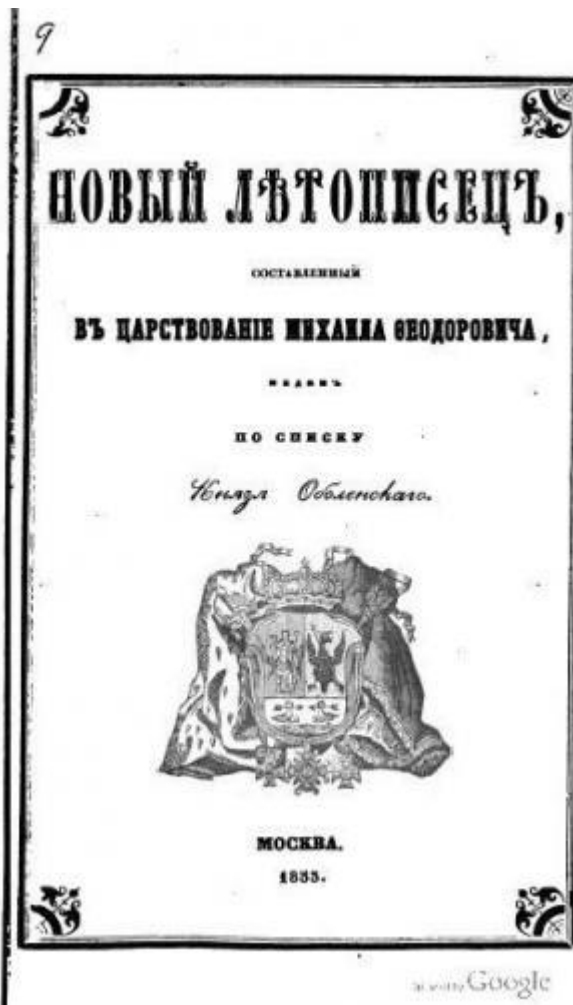 9
НОВЫЙ ЛѢТОПИСЕЦЪ,
СОСТАВЛЕННЫЙ
ВЪ ЦАРСТВОВАНІЕ МИХАИЛА ѲЕОДОРОВИЧА,
ИЗДАНЪ
ПО СПИСКУ
Князя Оболенскаго.
МОСКВА.
1853.
Google